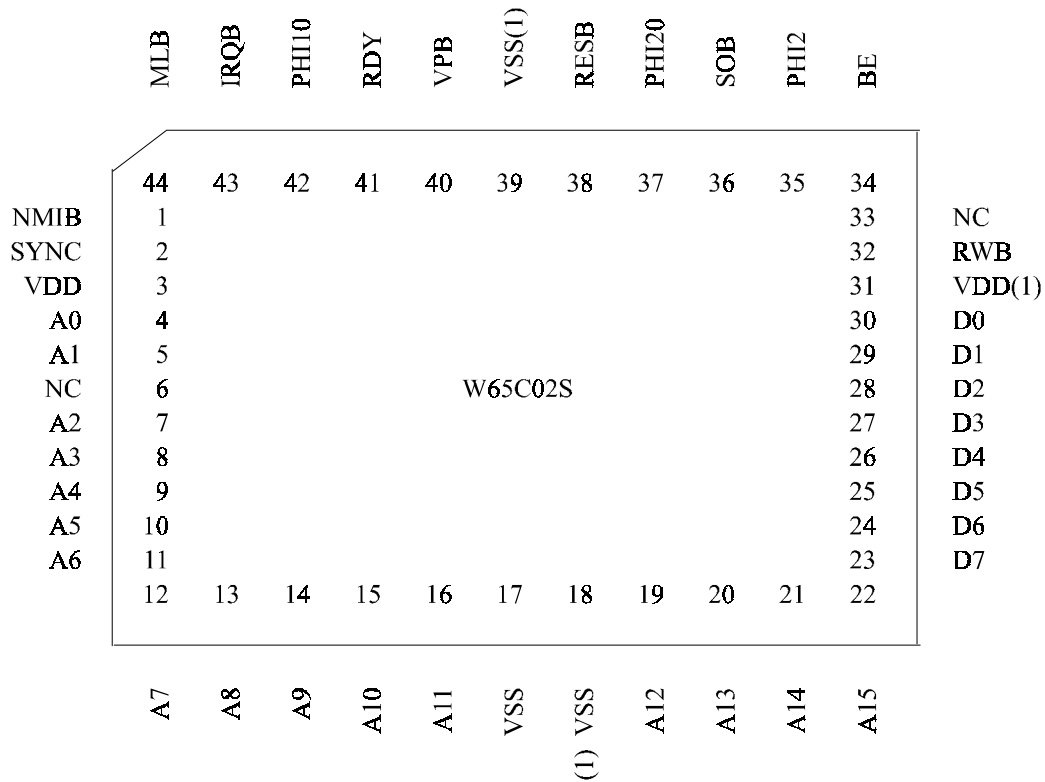 MLB IRQB PHI10 RDY VPB VSS(1) RESB PHI20 SOB PHI2 BE
44 43 42 41 40 39 38 37 36 35 34
NMIB 1 33 NC
SYNC 2 32 RWB
VDD 3 31 VDD(1)
A0 4 30 D0
A1 5 29 D1
NC 6 W65C02S 28 D2
A2 7 27 D3
A3 8 26 D4
A4 9 25 D5
A5 10 24 D6
A6 11 23 D7
12 13 14 15 16 17 18 19 20 21 22
A7 A8 A9 A10 A11 VSS (1) VSS A12 A13 A14 A15